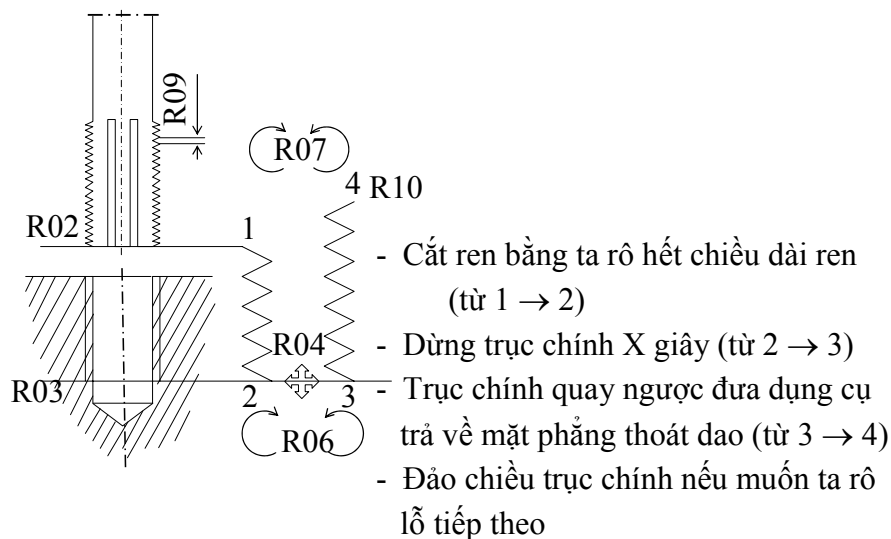 R09
R07
4 R10
R02 1
- Cắt ren bằng ta rô hết chiều dài ren
(từ 1 → 2)
R04
- Dừng trục chính X giây (từ 2 → 3)
R03 2 3
- Trục chính quay ngược đưa dụng cụ
trả về mặt phẳng thoát dao (từ 3 → 4)
R06
- Đảo chiều trục chính nếu muốn ta rô
lỗ tiếp theo